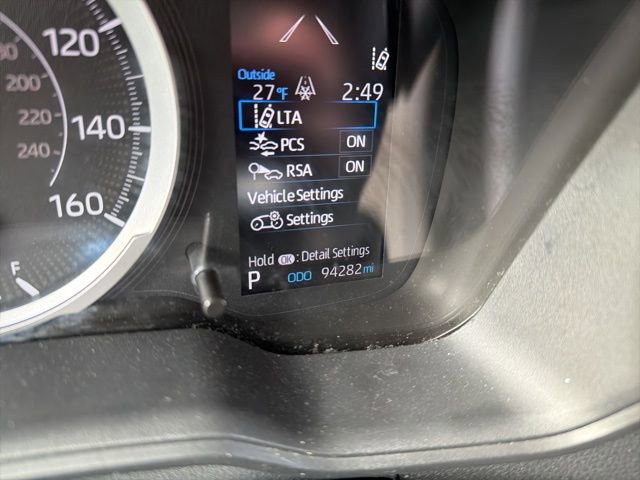 120
140
160
200
220
240
F
Outside
27 °F 2:49
LTA
PCS ON
RSA ON
Vehicle Settings
Settings
Hold OK : Detail Settings
P ODO 94282 mi